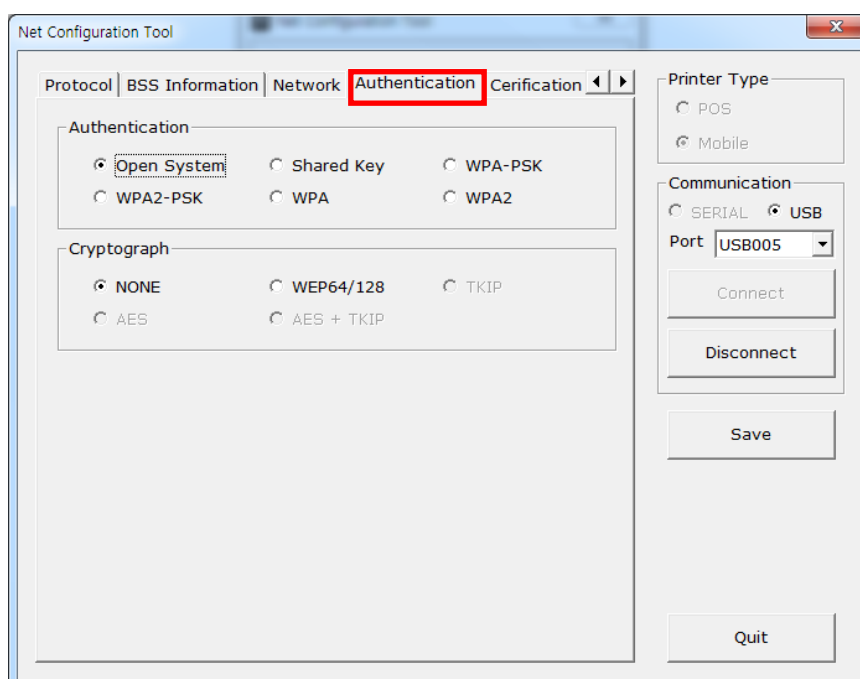 Net Configuration Tool
Protocol BSS Information Network Authentication Cerification
Authentication
Open System Shared Key WPA-PSK
WPA2-PSK WPA WPA2
Cryptograph
NONE WEP64/128 TKIP
AES AES + TKIP
Printer Type
POS
Mobile
Communication
SERIAL USB
Port USB005
Connect
Disconnect
Save
Quit